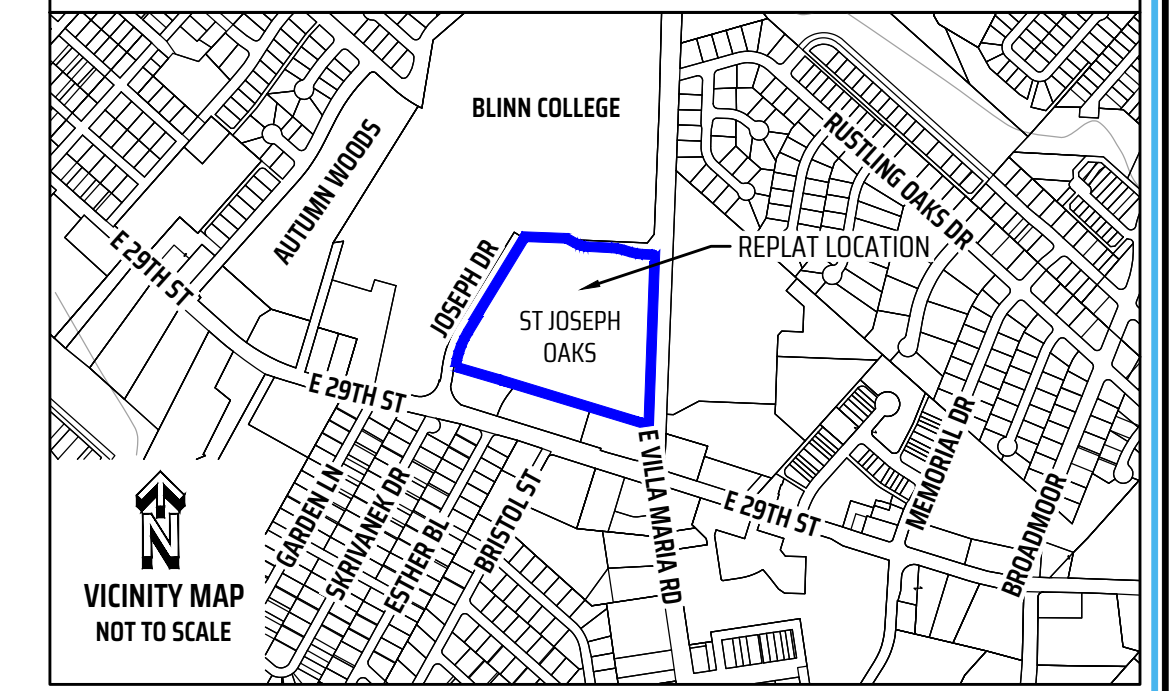 BLINN COLLEGE
RUSTLING OAKS DR
AUTUMN WOODS
E 29TH ST
JOSEPH DR
REPLAT LOCATION
ST JOSEPH
OAKS
E 29TH ST
GARDEN LN
SKRIVANEK DR
ESTHER BL
BRISTOL ST
E VILLA MARIA RD
E 29TH ST
MEMORIAL DR
BROADMOOR
N
VICINITY MAP
NOT TO SCALE